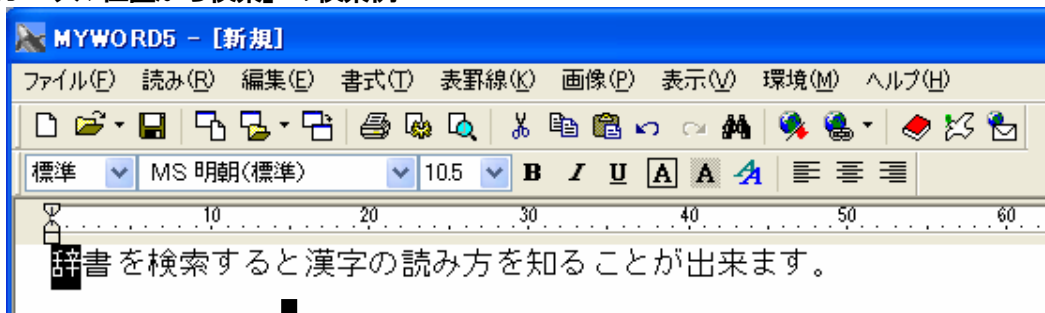 MYWORD5 - [新規]
ファイル(F) 読み(R) 編集(E) 書式(T) 表罫線(K) 画像(P) 表示(V) 環境(M) ヘルプ(H)
標準 MS 明朝(標準) 10.5 B I U A A A
10 20 30 40 50 60
辞書を検索すると漢字の読み方を知ることが出来ます。